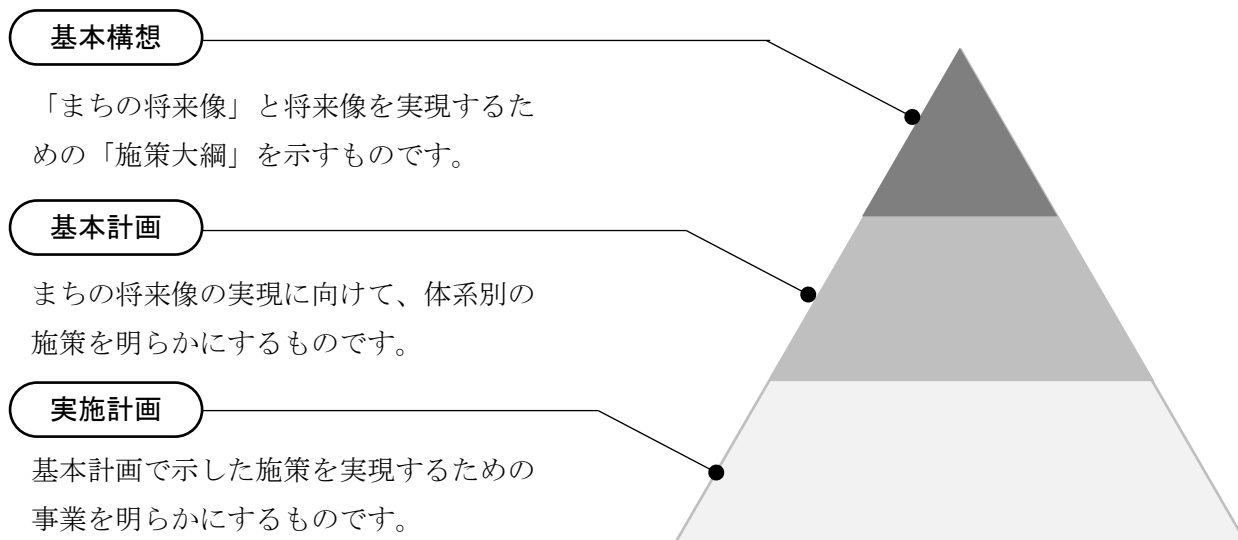 基本構想
「まちの将来像」と将来像を実現するた
めの「施策大綱」を示すものです。
基本計画
まちの将来像の実現に向けて、体系別の
施策を明らかにするものです。
実施計画
基本計画で示した施策を実現するための
事業を明らかにするものです。